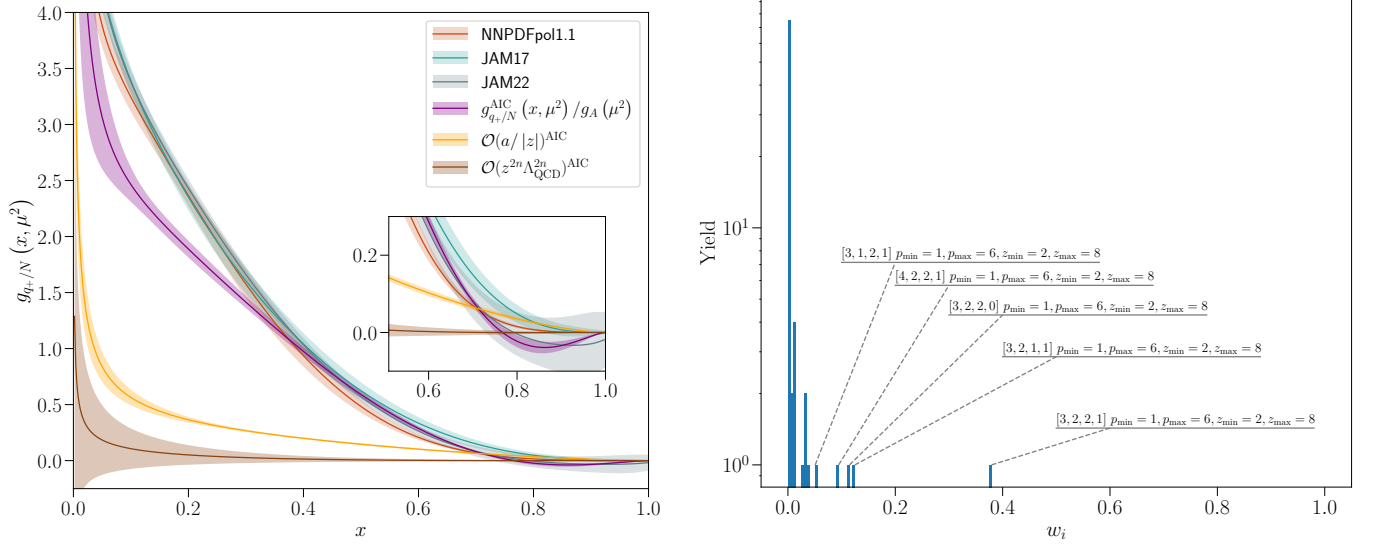 4.0
3.5
3.0
2.5
2.0
1.5
1.0
0.5
0.0
g_{q_+/N} (x, μ²)
NNPDFpol1.1
JAM17
JAM22
g^{AIC}_{q_+/N} (x, μ²) /g_A (μ²)
𝒪(a/ |z|)^{AIC}
𝒪(z^{2n}Λ^{2n}_{QCD})^{AIC}
0.2
0.0
0.6 0.8 1.0
0.0 0.2 0.4 0.6 0.8 1.0
x
Yield
10¹
10⁰
[3, 1, 2, 1] p_min = 1, p_max = 6, z_min = 2, z_max = 8
[4, 2, 2, 1] p_min = 1, p_max = 6, z_min = 2, z_max = 8
[3, 2, 2, 0] p_min = 1, p_max = 6, z_min = 2, z_max = 8
[3, 2, 1, 1] p_min = 1, p_max = 6, z_min = 2, z_max = 8
[3, 2, 2, 1] p_min = 1, p_max = 6, z_min = 2, z_max = 8
0.0 0.2 0.4 0.6 0.8 1.0
w_i